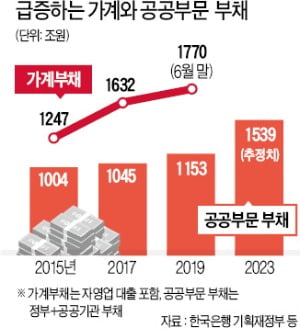 급증하는 가계와 공공부문 부채
(단위: 조원)
1770
(6월 말)
가계부채
1632
1247
1539
(추정치)
1153
1045
1004
공공부문 부채
2015년 2017 2019 2023
※ 가계부채는 자영업 대출 포함, 공공부문 부채는
정부+공공기관 부채
자료 : 한국은행 기획재정부 등